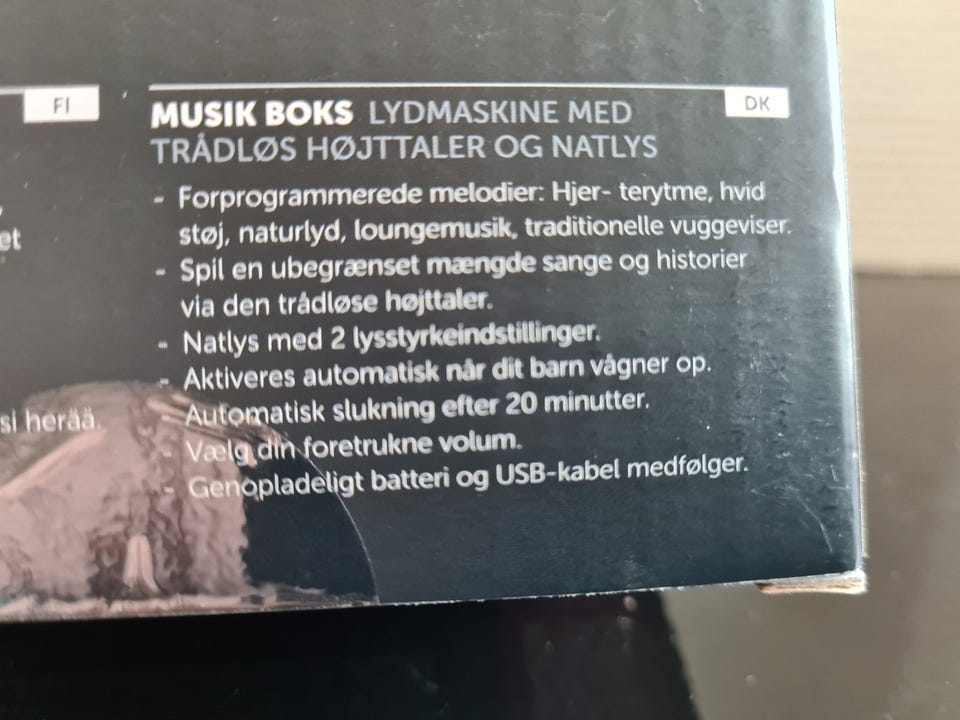 FI
et
si herää.
DK
MUSIK BOKS LYDMASKINE MED
TRÅDLØS HØJTTALER OG NATLYS
- Forprogrammerede melodier: Hjer- terytme, hvid
støj, naturlyd, loungemusik, traditionelle vuggeviser.
- Spil en ubegrænset mængde sange og historier
via den trådløse højttaler.
- Natlys med 2 lysstyrkeindstillinger.
- Aktiveres automatisk når dit barn vågner op.
- Automatisk slukning efter 20 minutter.
- Vælg din foretrukne volum.
- Genopladeligt batteri og USB-kabel medfølger.